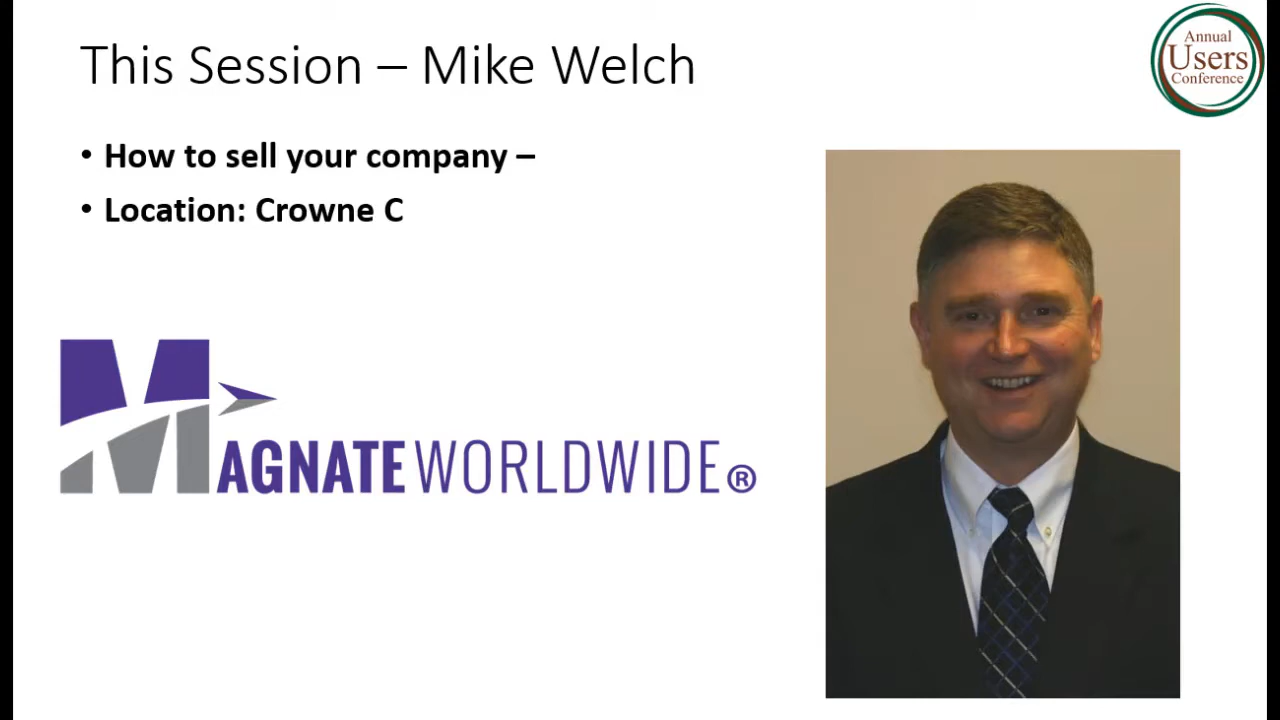 This Session – Mike Welch
Annual
Users
Conference
• How to sell your company –
• Location: Crowne C
MAGNATE WORLDWIDE®